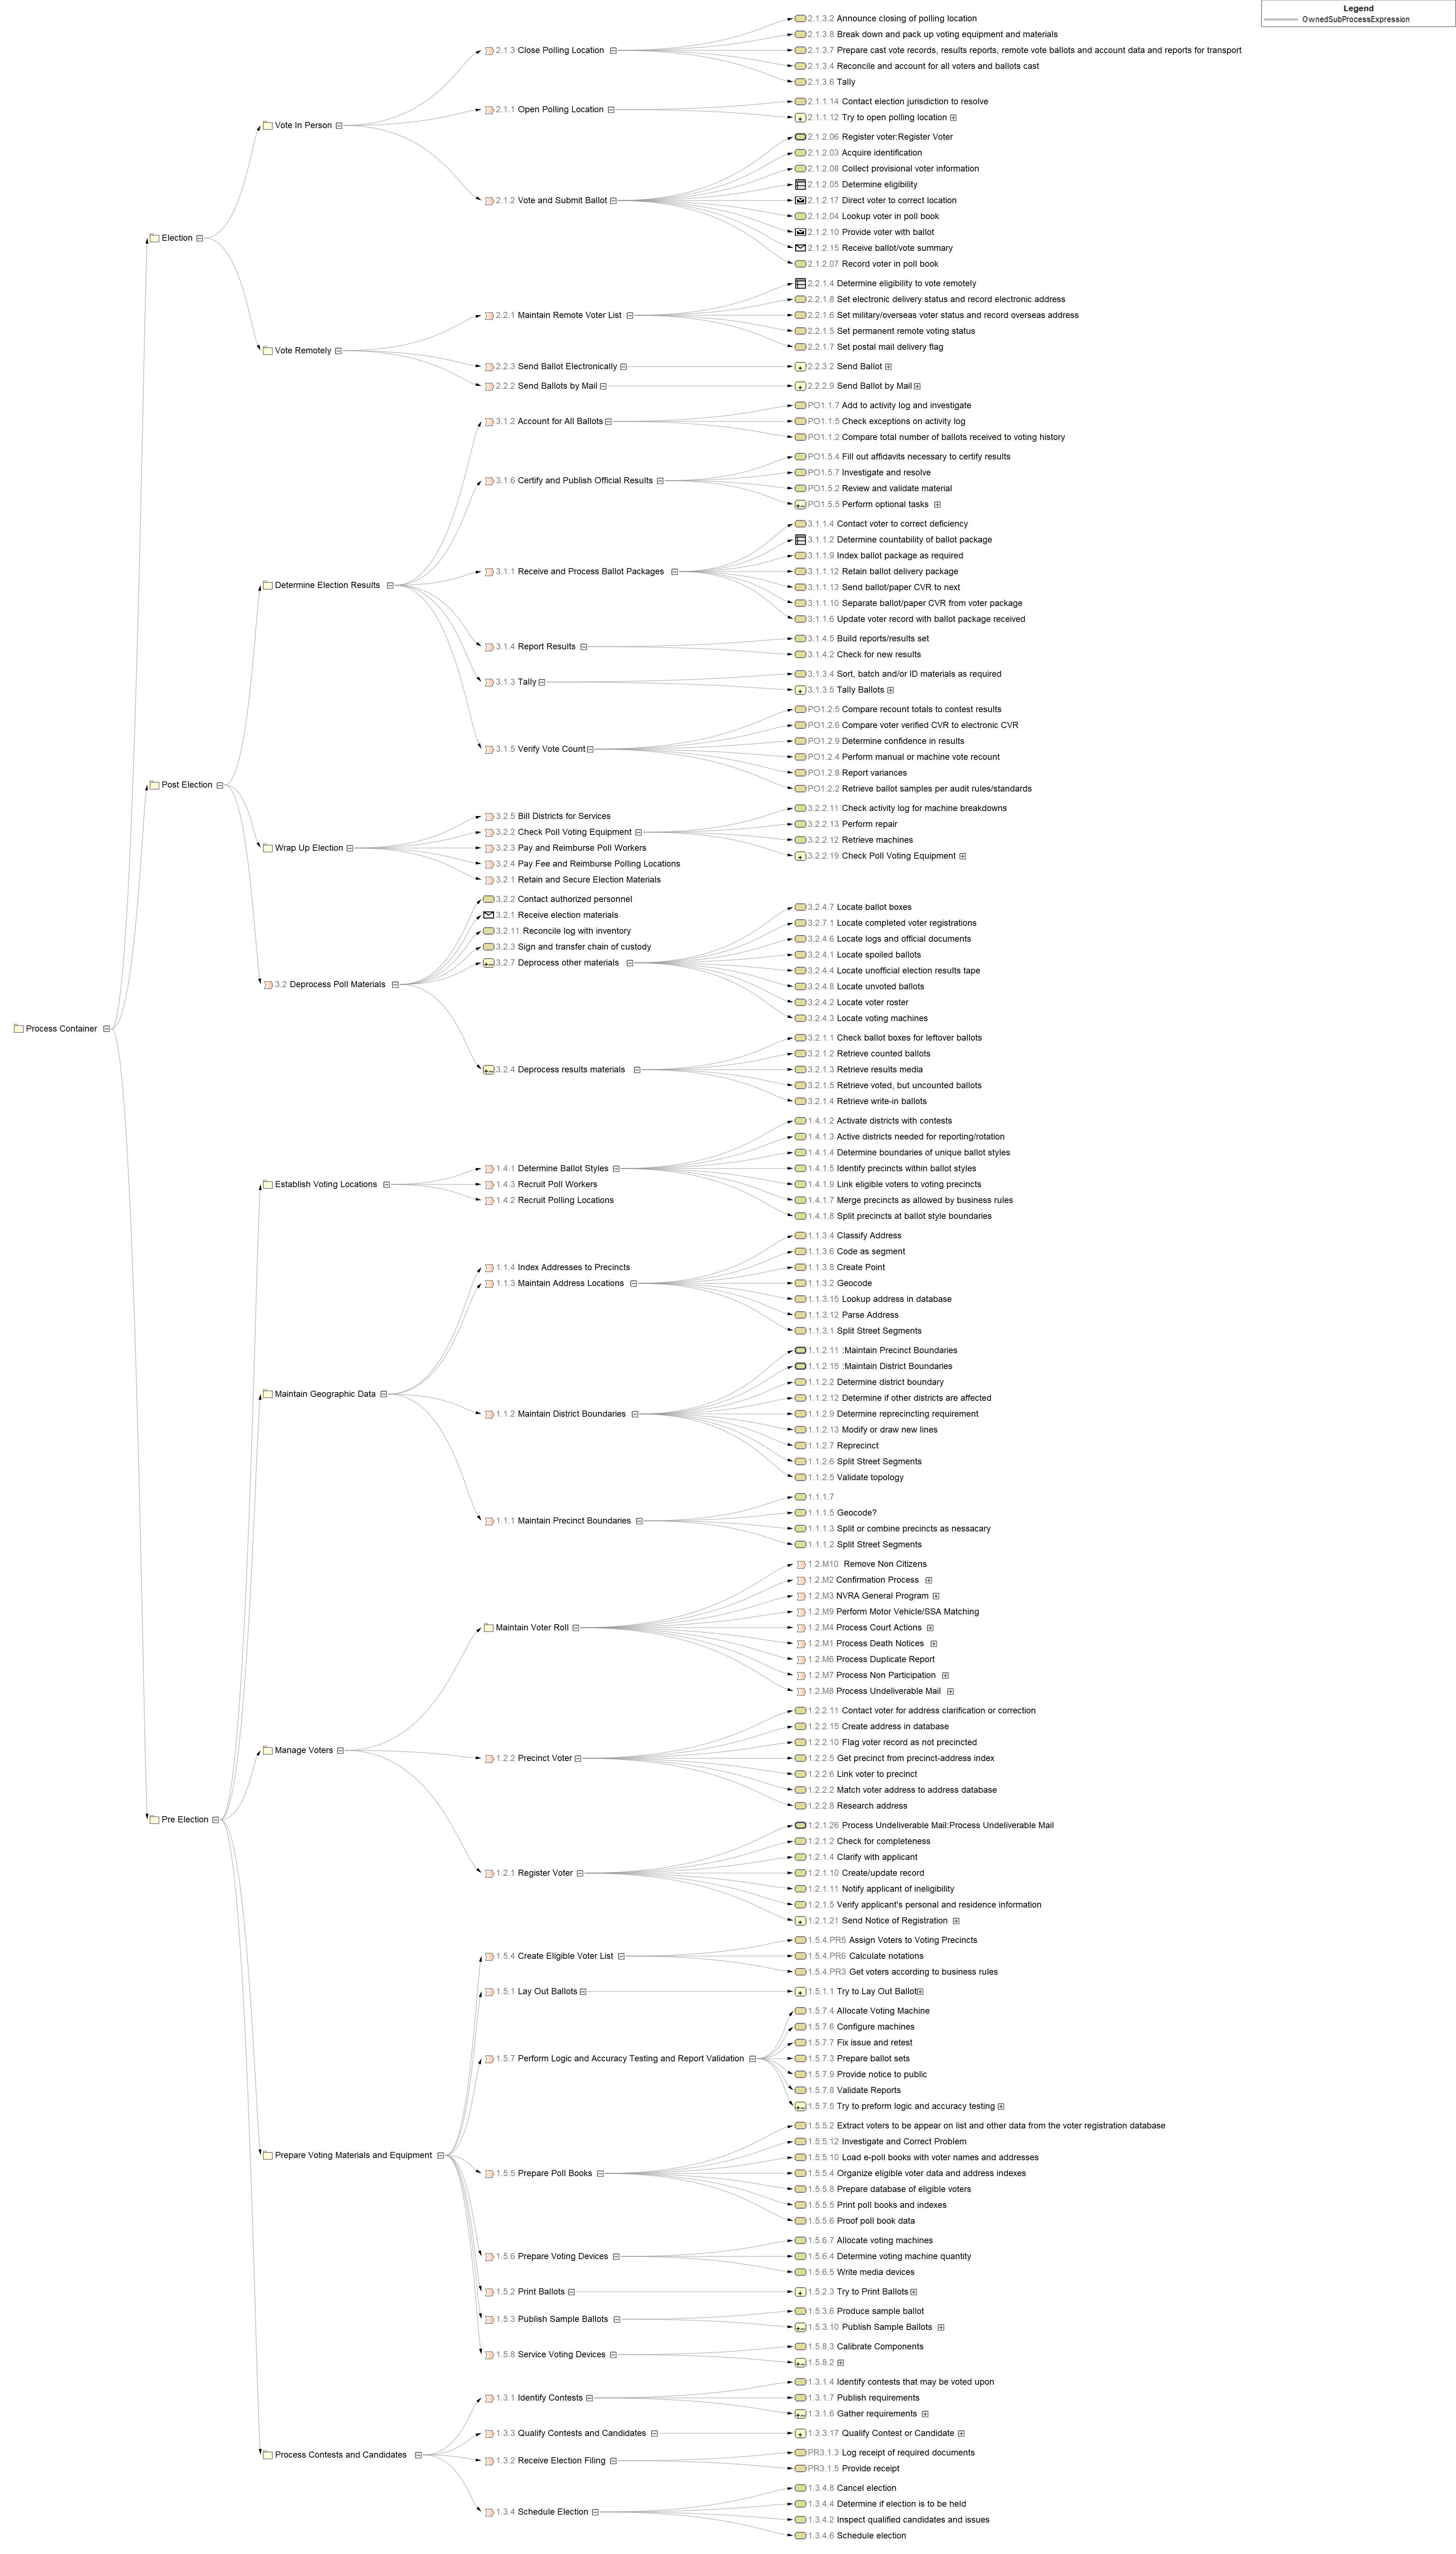 Legend
OwnedSubProcessExpression
2.1.3.2 Announce closing of polling location
2.1.3.8 Break down and pack up voting equipment and materials
2.1.3 Close Polling Location
2.1.3.7 Prepare cast vote records, results reports, remote vote ballots and account data and reports for transport
2.1.3.4 Reconcile and account for all voters and ballots cast
2.1.3.6 Tally
2.1.1.14 Contact election jurisdiction to resolve
2.1.1 Open Polling Location
2.1.1.12 Try to open polling location
Vote In Person
2.1.2.06 Register voter:Register Voter
2.1.2.03 Acquire identification
2.1.2.08 Collect provisional voter information
2.1.2.05 Determine eligibility
2.1.2 Vote and Submit Ballot
2.1.2.17 Direct voter to correct location
2.1.2.04 Lookup voter in poll book
2.1.2.10 Provide voter with ballot
Election
2.1.2.15 Receive ballot/vote summary
2.1.2.07 Record voter in poll book
2.2.1.4 Determine eligibility to vote remotely
2.2.1.8 Set electronic delivery status and record electronic address
2.2.1 Maintain Remote Voter List
2.2.1.6 Set military/overseas voter status and record overseas address
2.2.1.5 Set permanent remote voting status
2.2.1.7 Set postal mail delivery flag
Vote Remotely
2.2.3 Send Ballot Electronically
2.2.3.2 Send Ballot
2.2.2 Send Ballots by Mail
2.2.2.9 Send Ballot by Mail
PO1.1.7 Add to activity log and investigate
3.1.2 Account for All Ballots
PO1.1.5 Check exceptions on activity log
PO1.1.2 Compare total number of ballots received to voting history
PO1.5.4 Fill out affidavits necessary to certify results
PO1.5.7 Investigate and resolve
3.1.6 Certify and Publish Official Results
PO1.5.2 Review and validate material
PO1.5.5 Perform optional tasks
3.1.1.4 Contact voter to correct deficiency
3.1.1.2 Determine countability of ballot package
3.1.1.9 Index ballot package as required
3.1.1 Receive and Process Ballot Packages
3.1.1.12 Retain ballot delivery package
Determine Election Results
3.1.1.13 Send ballot/paper CVR to next
3.1.1.10 Separate ballot/paper CVR from voter package
3.1.1.6 Update voter record with ballot package received
3.1.4.5 Build reports/results set
3.1.4 Report Results
3.1.4.2 Check for new results
3.1.3.4 Sort, batch and/or ID materials as required
3.1.3 Tally
3.1.3.5 Tally Ballots
PO1.2.5 Compare recount totals to contest results
PO1.2.6 Compare voter verified CVR to electronic CVR
PO1.2.9 Determine confidence in results
3.1.5 Verify Vote Count
PO1.2.4 Perform manual or machine vote recount
PO1.2.8 Report variances
Post Election
PO1.2.2 Retrieve ballot samples per audit rules/standards
3.2.2.11 Check activity log for machine breakdowns
3.2.5 Bill Districts for Services
3.2.2.13 Perform repair
3.2.2 Check Poll Voting Equipment
3.2.2.12 Retrieve machines
Wrap Up Election
3.2.3 Pay and Reimburse Poll Workers
3.2.2.19 Check Poll Voting Equipment
3.2.4 Pay Fee and Reimburse Polling Locations
3.2.1 Retain and Secure Election Materials
3.2.2 Contact authorized personnel
3.2.4.7 Locate ballot boxes
3.2.1 Receive election materials
3.2.7.1 Locate completed voter registrations
3.2.11 Reconcile log with inventory
3.2.4.6 Locate logs and official documents
3.2.3 Sign and transfer chain of custody
3.2.4.1 Locate spoiled ballots
3.2.7 Deprocess other materials
3.2.4.4 Locate unofficial election results tape
3.2 Deprocess Poll Materials
3.2.4.8 Locate unvoted ballots
3.2.4.2 Locate voter roster
3.2.4.3 Locate voting machines
Process Container
3.2.1.1 Check ballot boxes for leftover ballots
3.2.1.2 Retrieve counted ballots
3.2.4 Deprocess results materials
3.2.1.3 Retrieve results media
3.2.1.5 Retrieve voted, but uncounted ballots
3.2.1.4 Retrieve write-in ballots
1.4.1.2 Activate districts with contests
1.4.1.3 Active districts needed for reporting/rotation
1.4.1.4 Determine boundaries of unique ballot styles
1.4.1 Determine Ballot Styles
1.4.1.5 Identify precincts within ballot styles
Establish Voting Locations
1.4.3 Recruit Poll Workers
1.4.1.9 Link eligible voters to voting precincts
1.4.2 Recruit Polling Locations
1.4.1.7 Merge precincts as allowed by business rules
1.4.1.8 Split precincts at ballot style boundaries
1.1.3.4 Classify Address
1.1.3.6 Code as segment
1.1.4 Index Addresses to Precincts
1.1.3.8 Create Point
1.1.3 Maintain Address Locations
1.1.3.2 Geocode
1.1.3.15 Lookup address in database
1.1.3.12 Parse Address
1.1.3.1 Split Street Segments
1.1.2.11 :Maintain Precinct Boundaries
1.1.2.15 :Maintain District Boundaries
1.1.2.2 Determine district boundary
Maintain Geographic Data
1.1.2.12 Determine if other districts are affected
1.1.2 Maintain District Boundaries
1.1.2.9 Determine reprecincting requirement
1.1.2.13 Modify or draw new lines
1.1.2.7 Reprecinct
1.1.2.6 Split Street Segments
1.1.2.5 Validate topology
1.1.1.7
1.1.1.5 Geocode?
1.1.1 Maintain Precinct Boundaries
1.1.1.3 Split or combine precincts as nessacary
1.1.1.2 Split Street Segments
1.2.M10 Remove Non Citizens
1.2.M2 Confirmation Process
1.2.M3 NVRA General Program
1.2.M9 Perform Motor Vehicle/SSA Matching
Maintain Voter Roll
1.2.M4 Process Court Actions
1.2.M1 Process Death Notices
1.2.M6 Process Duplicate Report
1.2.M7 Process Non Participation
1.2.M8 Process Undeliverable Mail
1.2.2.11 Contact voter for address clarification or correction
1.2.2.15 Create address in database
1.2.2.10 Flag voter record as not precincted
Manage Voters
1.2.2 Precinct Voter
1.2.2.5 Get precinct from precinct-address index
1.2.2.6 Link voter to precinct
1.2.2.2 Match voter address to address database
1.2.2.8 Research address
Pre Election
1.2.1.26 Process Undeliverable Mail:Process Undeliverable Mail
1.2.1.2 Check for completeness
1.2.1.4 Clarify with applicant
1.2.1 Register Voter
1.2.1.10 Create/update record
1.2.1.11 Notify applicant of ineligibility
1.2.1.5 Verify applicant's personal and residence information
1.2.1.21 Send Notice of Registration
1.5.4.PR5 Assign Voters to Voting Precincts
1.5.4 Create Eligible Voter List
1.5.4.PR6 Calculate notations
1.5.4.PR3 Get voters according to business rules
1.5.1 Lay Out Ballots
1.5.1.1 Try to Lay Out Ballot
1.5.7.4 Allocate Voting Machine
1.5.7.6 Configure machines
1.5.7.7 Fix issue and retest
1.5.7 Perform Logic and Accuracy Testing and Report Validation
1.5.7.3 Prepare ballot sets
1.5.7.9 Provide notice to public
1.5.7.8 Validate Reports
1.5.7.5 Try to preform logic and accuracy testing
1.5.5.2 Extract voters to be appear on list and other data from the voter registration database
1.5.5.12 Investigate and Correct Problem
Prepare Voting Materials and Equipment
1.5.5.10 Load e-poll books with voter names and addresses
1.5.5 Prepare Poll Books
1.5.5.4 Organize eligible voter data and address indexes
1.5.5.8 Prepare database of eligible voters
1.5.5.5 Print poll books and indexes
1.5.5.6 Proof poll book data
1.5.6.7 Allocate voting machines
1.5.6 Prepare Voting Devices
1.5.6.4 Determine voting machine quantity
1.5.6.5 Write media devices
1.5.2 Print Ballots
1.5.2.3 Try to Print Ballots
1.5.3.6 Produce sample ballot
1.5.3 Publish Sample Ballots
1.5.3.10 Publish Sample Ballots
1.5.8.3 Calibrate Components
1.5.8 Service Voting Devices
1.5.8.2
1.3.1.4 Identify contests that may be voted upon
1.3.1 Identify Contests
1.3.1.7 Publish requirements
1.3.1.6 Gather requirements
1.3.3 Qualify Contests and Candidates
1.3.3.17 Qualify Contest or Candidate
Process Contests and Candidates
PR3.1.3 Log receipt of required documents
1.3.2 Receive Election Filing
PR3.1.5 Provide receipt
1.3.4.8 Cancel election
1.3.4.4 Determine if election is to be held
1.3.4 Schedule Election
1.3.4.2 Inspect qualified candidates and issues
1.3.4.6 Schedule election